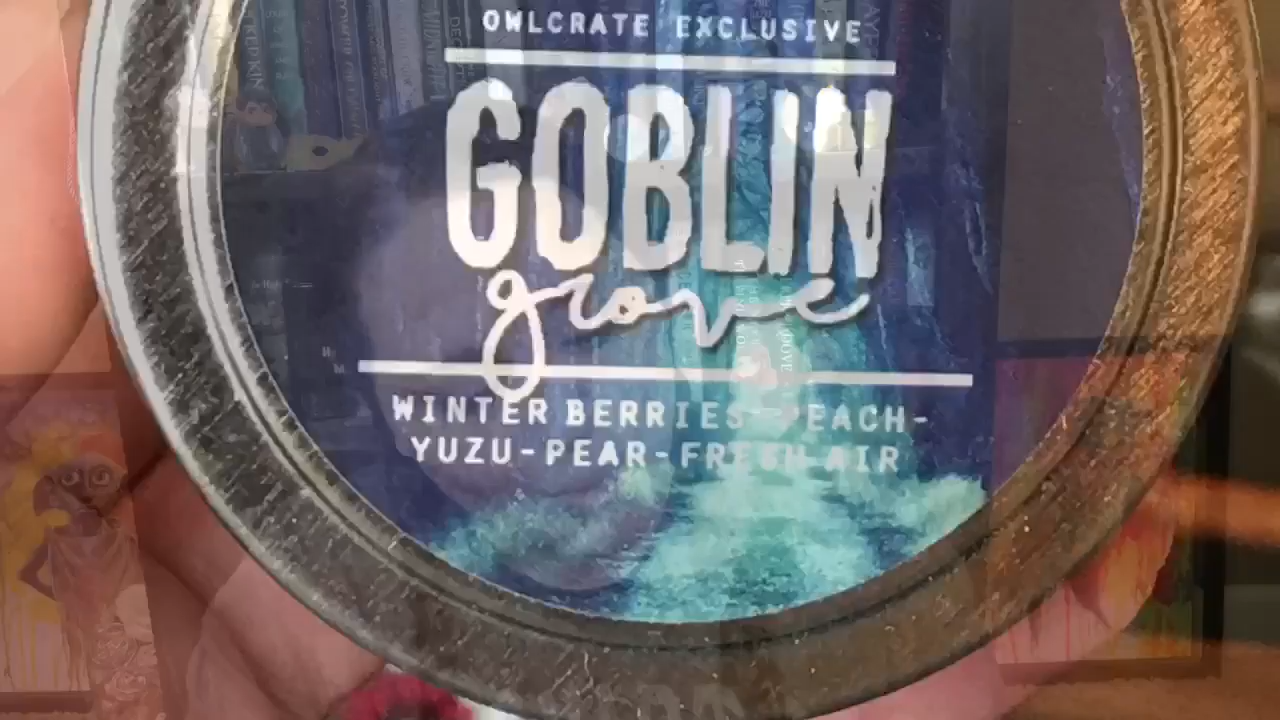 OWLCRATE EXCLUSIVE
GOBLIN
grove
WINTER BERRIES-PEACH-
YUZU-PEAR-FRESH AIR